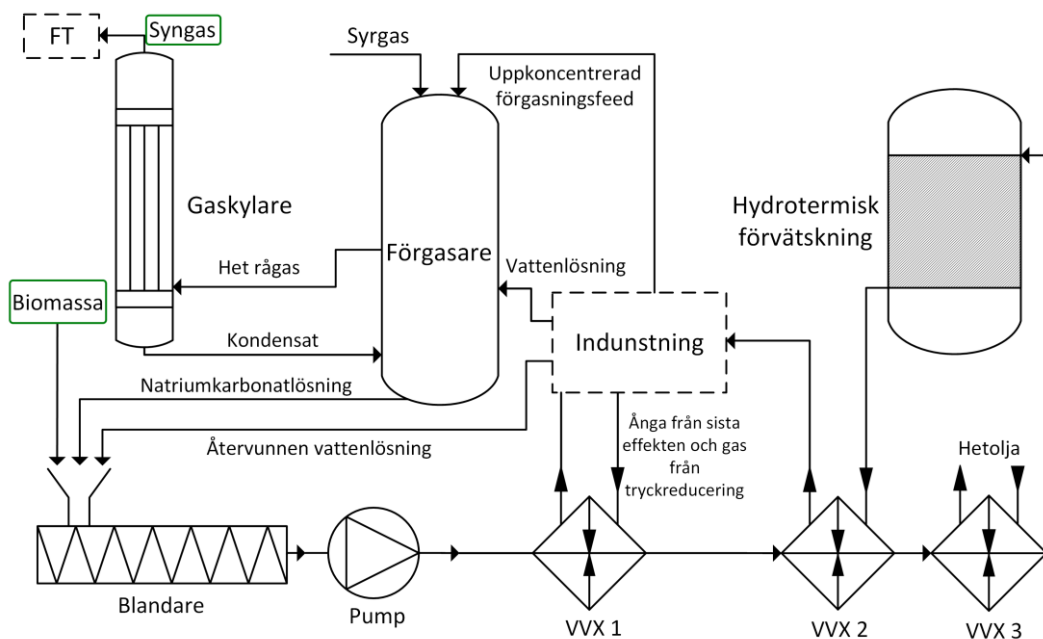 FT
Syngas
Syrgas
Uppkoncentrerad
förgasningsfeed
Gaskylare
Hydrotermisk
förvätskning
Förgasare
Het rågas
Vattenlösning
Biomassa
Indunstning
Kondensat
Natriumkarbonatlösning
Återvunnen vattenlösning
Ånga från sista
effekten och gas
från
tryckreducering
Hetolja
Blandare
Pump
VVX 1
VVX 2
VVX 3